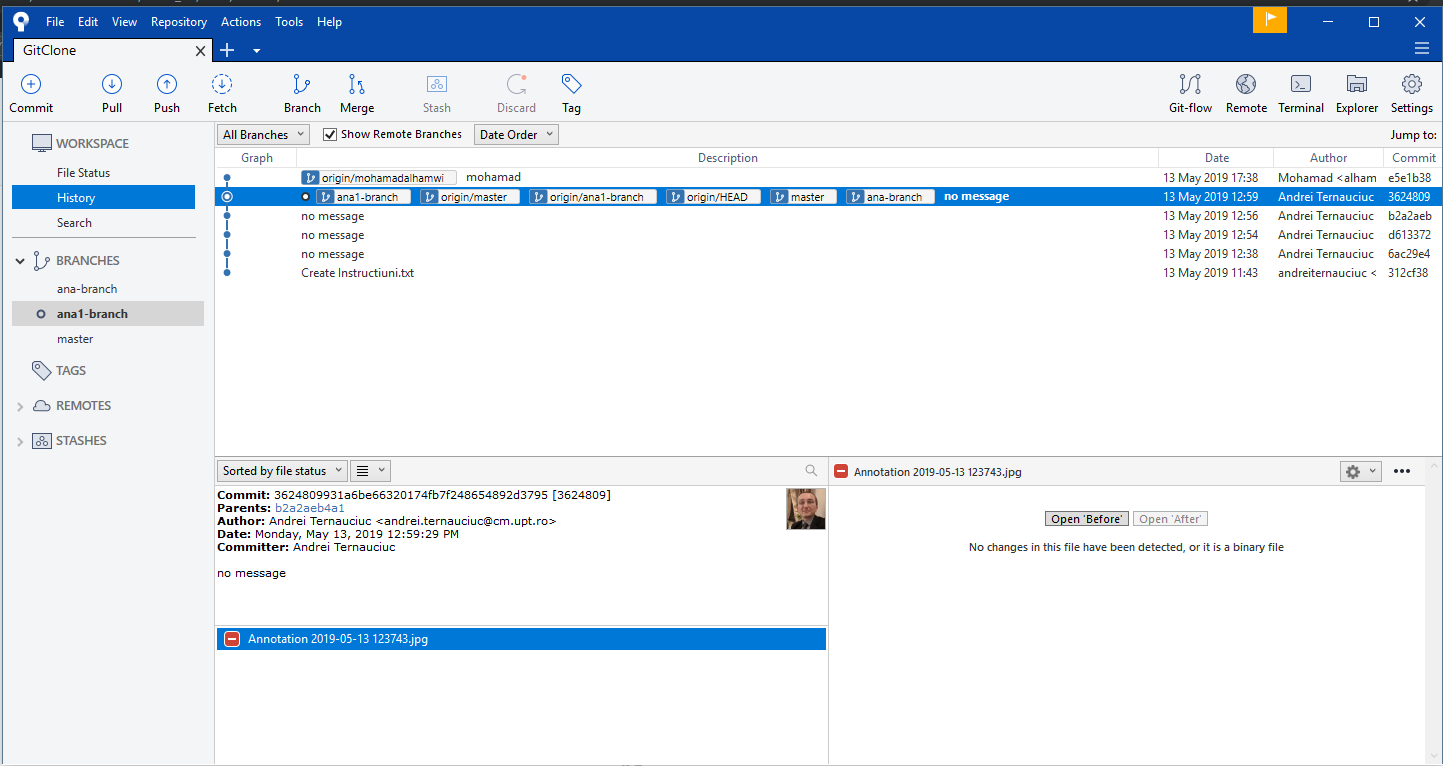 File Edit View Repository Actions Tools Help
GitClone
Commit Pull Push Fetch Branch Merge Stash Discard Tag Git-flow Remote Terminal Explorer Settings
WORKSPACE
File Status
History
Search
BRANCHES
ana-branch
ana1-branch
master
TAGS
REMOTES
STASHES
All Branches Show Remote Branches Date Order Jump to:
Graph Description Date Author Commit
origin/mohamadalhamwi mohamad 13 May 2019 17:38 Mohamad <alham e5e1b38
ana1-branch origin/master origin/ana1-branch origin/HEAD master ana-branch no message 13 May 2019 12:59 Andrei Ternauciuc 3624809
no message 13 May 2019 12:56 Andrei Ternauciuc b2a2aeb
no message 13 May 2019 12:54 Andrei Ternauciuc d613372
no message 13 May 2019 12:38 Andrei Ternauciuc 6ac29e4
Create Instructiuni.txt 13 May 2019 11:43 andreiternauciuc < 312cf38
Sorted by file status
Commit: 3624809931a6be66320174fb7f248654892d3795 [3624809]
Parents: b2a2aeb4a1
Author: Andrei Ternauciuc <andrei.ternauciuc@cm.upt.ro>
Date: Monday, May 13, 2019 12:59:29 PM
Committer: Andrei Ternauciuc
no message
Annotation 2019-05-13 123743.jpg
Annotation 2019-05-13 123743.jpg
Open 'Before' Open 'After'
No changes in this file have been detected, or it is a binary file